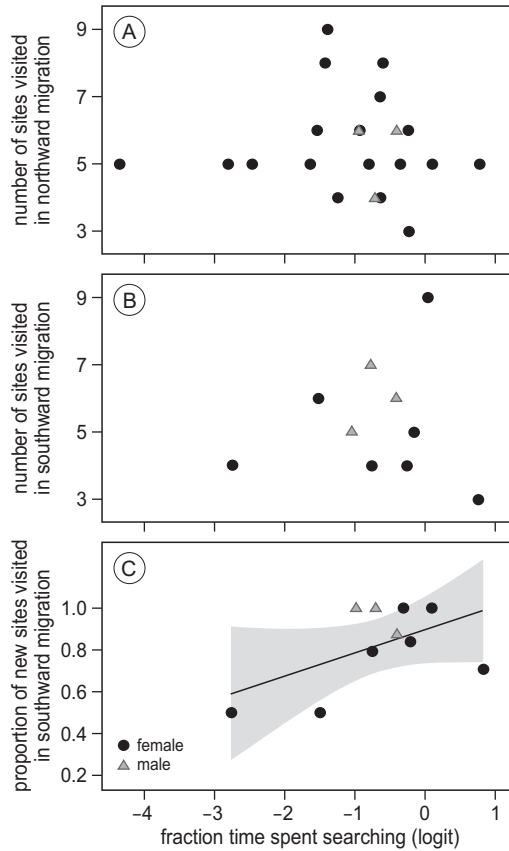 A
number of sites visited
in northward migration
9
7
5
3
B
number of sites visited
in southward migration
9
7
5
3
C
proportion of new sites visited
in southward migration
1.0
0.8
0.6
0.4
0.2
female
male
−4 −3 −2 −1 0 1
fraction time spent searching (logit)